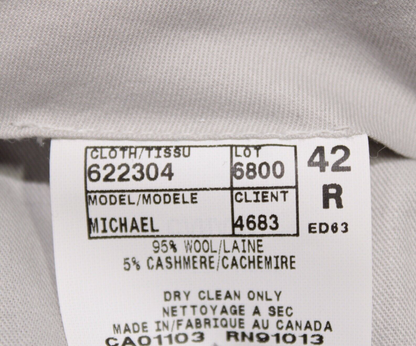 CLOTH/TISSU LOT 42
622304 6800
MODEL/MODELE CLIENT R
MICHAEL 4683 ED63
95% WOOL/LAINE
5% CASHMERE/CACHEMIRE
DRY CLEAN ONLY
NETTOYAGE A SEC
MADE IN/FABRIQUE AU CANADA
CA01103 RN91013